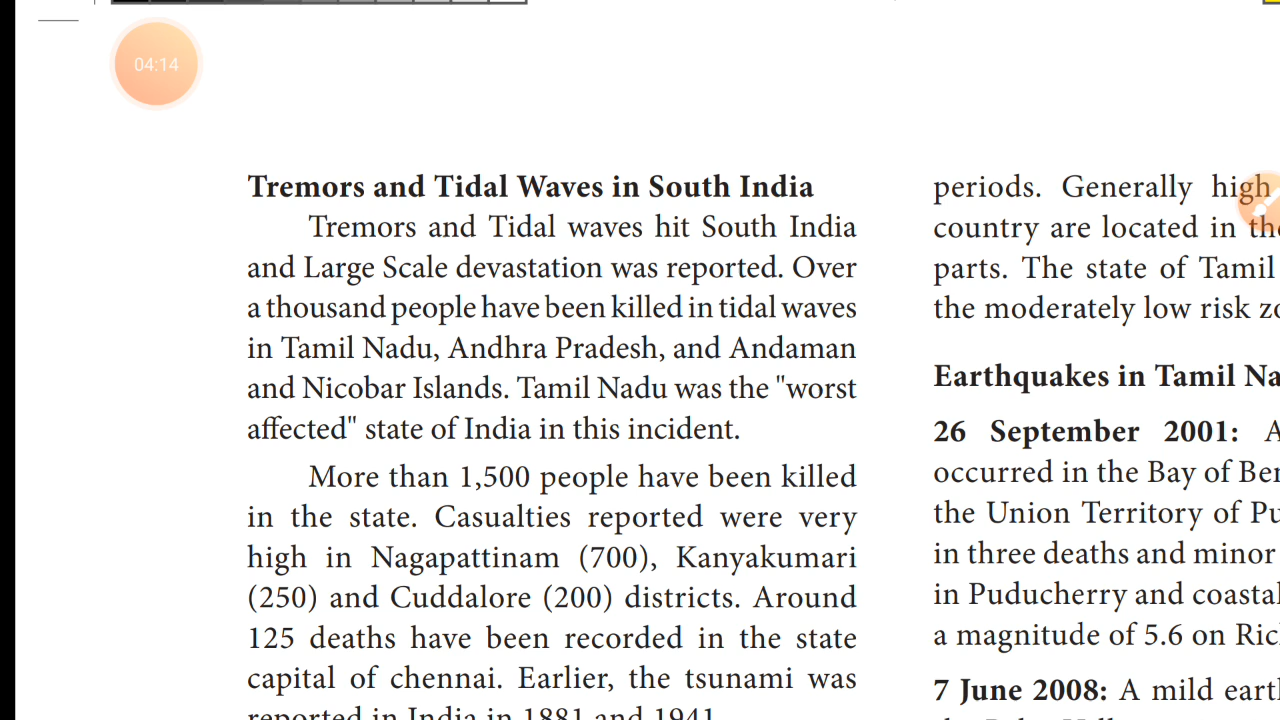 04:14
Tremors and Tidal Waves in South India
Tremors and Tidal waves hit South India
and Large Scale devastation was reported. Over
a thousand people have been killed in tidal waves
in Tamil Nadu, Andhra Pradesh, and Andaman
and Nicobar Islands. Tamil Nadu was the "worst
affected" state of India in this incident.
More than 1,500 people have been killed
in the state. Casualties reported were very
high in Nagapattinam (700), Kanyakumari
(250) and Cuddalore (200) districts. Around
125 deaths have been recorded in the state
capital of chennai. Earlier, the tsunami was
reported in India in 1881 and 1941.
periods. Generally high
country are located in
parts. The state of Tamil
the moderately low risk
Earthquakes in Tamil
26 September 2001:
occurred in the Bay of
the Union Territory of
in three deaths and minor
in Puducherry and coastal
a magnitude of 5.6 on
7 June 2008: A mild